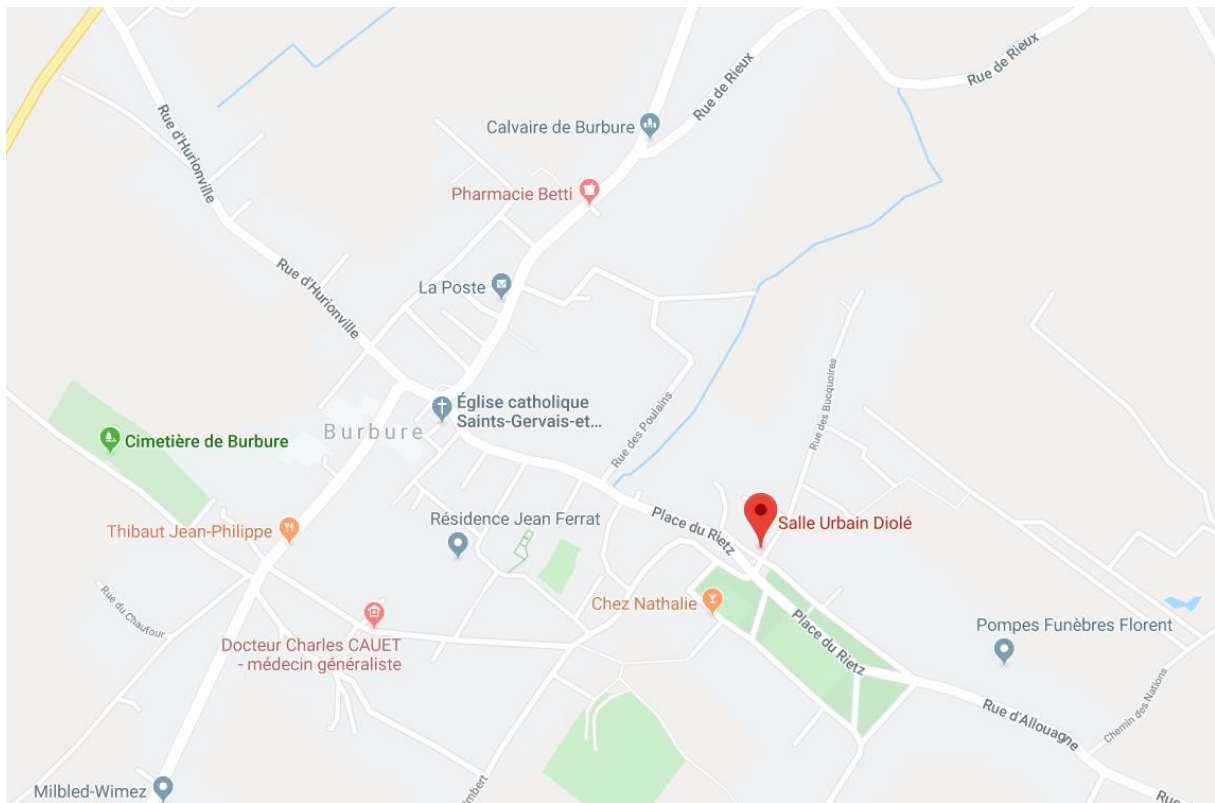 Rue de Rieux
Rue de Rieux
Calvaire de Burbure
Rue d'Hurionville
Pharmacie Betti
La Poste
Rue d'Hurionville
Rue des Bucquoires
Église catholique
Saints-Gervais-et...
Burbure
Rue des Poulains
Cimetière de Burbure
Place du Rietz
Salle Urbain Diolé
Résidence Jean Ferrat
Thibaut Jean-Philippe
Rue du Chaufour
Chez Nathalie
Place du Rietz
Pompes Funèbres Florent
Docteur Charles CAUET
- médecin généraliste
Chemin des Nations
Rue d'Allouagne
Milbled-Wimez
mbert